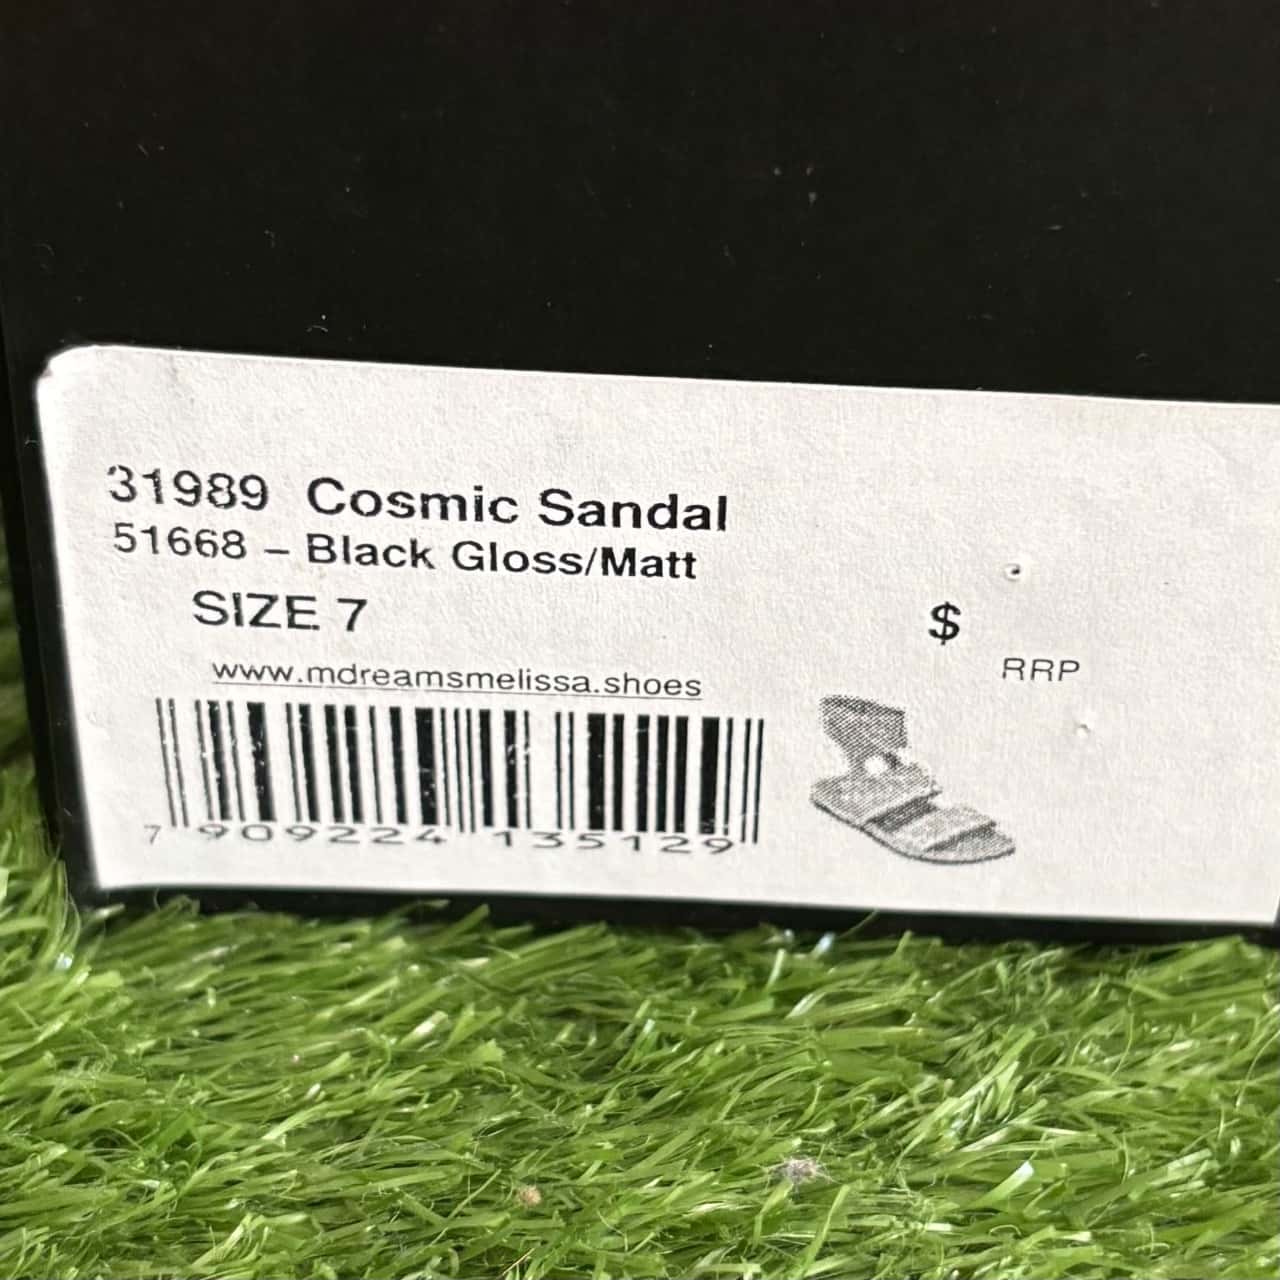 31989 Cosmic Sandal
51668 – Black Gloss/Matt
SIZE 7
$
RRP
www.mdreamsmelissa.shoes
7 909224 135129